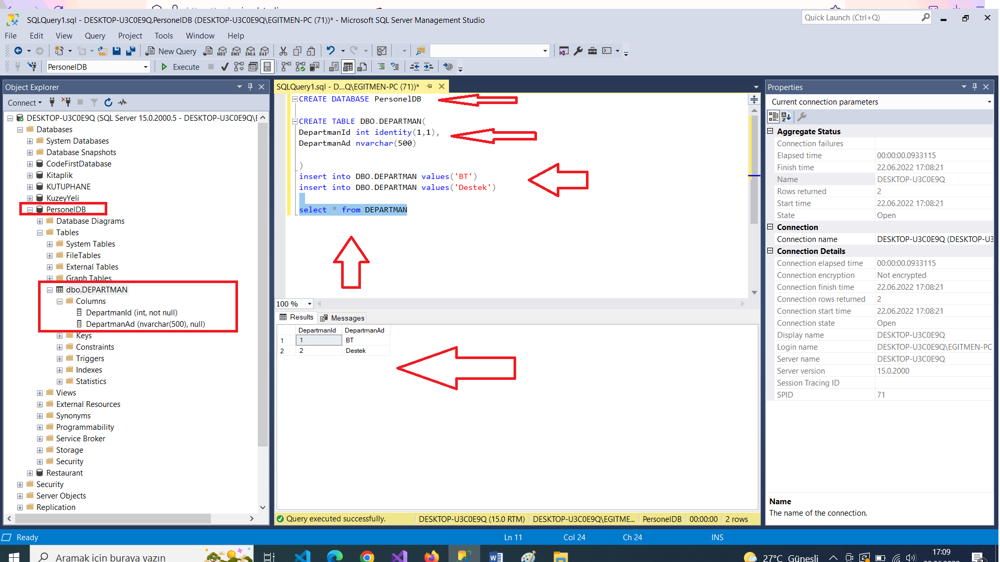 SQLQuery1.sql - DESKTOP-U3C0E9Q.PersonelDB (DESKTOP-U3C0E9Q\EGITMEN-PC (71))* - Microsoft SQL Server Management Studio
Quick Launch (Ctrl+Q)
File Edit View Query Project Tools Window Help
New Query MDX DMX XMLA DAX
PersonelDB Execute
Object Explorer
Connect
DESKTOP-U3C0E9Q (SQL Server 15.0.2000.5 - DESKTOP-U3C0E9Q\E
Databases
System Databases
Database Snapshots
CodeFirstDatabase
Kitaplik
KUTUPHANE
KuzeyYeli
PersonelDB
Database Diagrams
Tables
System Tables
FileTables
External Tables
Graph Tables
dbo.DEPARTMAN
Columns
DepartmanId (int, not null)
DepartmanAd (nvarchar(500), null)
Keys
Constraints
Triggers
Indexes
Statistics
Views
External Resources
Synonyms
Programmability
Service Broker
Storage
Security
Restaurant
Security
Server Objects
Replication
SQLQuery1.sql - D...Q\EGITMEN-PC (71))*
CREATE DATABASE PersonelDB
CREATE TABLE DBO.DEPARTMAN(
DepartmanId int identity(1,1),
DepartmanAd nvarchar(500)
)
insert into DBO.DEPARTMAN values('BT')
insert into DBO.DEPARTMAN values('Destek')
select * from DEPARTMAN
100 %
Results Messages
DepartmanId DepartmanAd
1 1 BT
2 2 Destek
Query executed successfully. DESKTOP-U3C0E9Q (15.0 RTM) DESKTOP-U3C0E9Q\EGITME... PersonelDB 00:00:00 2 rows
Properties
Current connection parameters
Aggregate Status
Connection failures
Elapsed time 00:00:00.0933115
Finish time 22.06.2022 17:08:21
Name DESKTOP-U3C0E9Q
Rows returned 2
Start time 22.06.2022 17:08:21
State Open
Connection
Connection name DESKTOP-U3C0E9Q (DESKTOP-U3
Connection Details
Connection elapsed time 00:00:00.0933115
Connection encryption Not encrypted
Connection finish time 22.06.2022 17:08:21
Connection rows returned 2
Connection start time 22.06.2022 17:08:21
Connection state Open
Display name DESKTOP-U3C0E9Q
Login name DESKTOP-U3C0E9Q\EGITMEN-PC
Server name DESKTOP-U3C0E9Q
Server version 15.0.2000
Session Tracing ID
SPID 71
Name
The name of the connection.
Ready Ln 11 Col 24 Ch 24 INS
Aramak için buraya yazın 27°C Güneşli 17:09